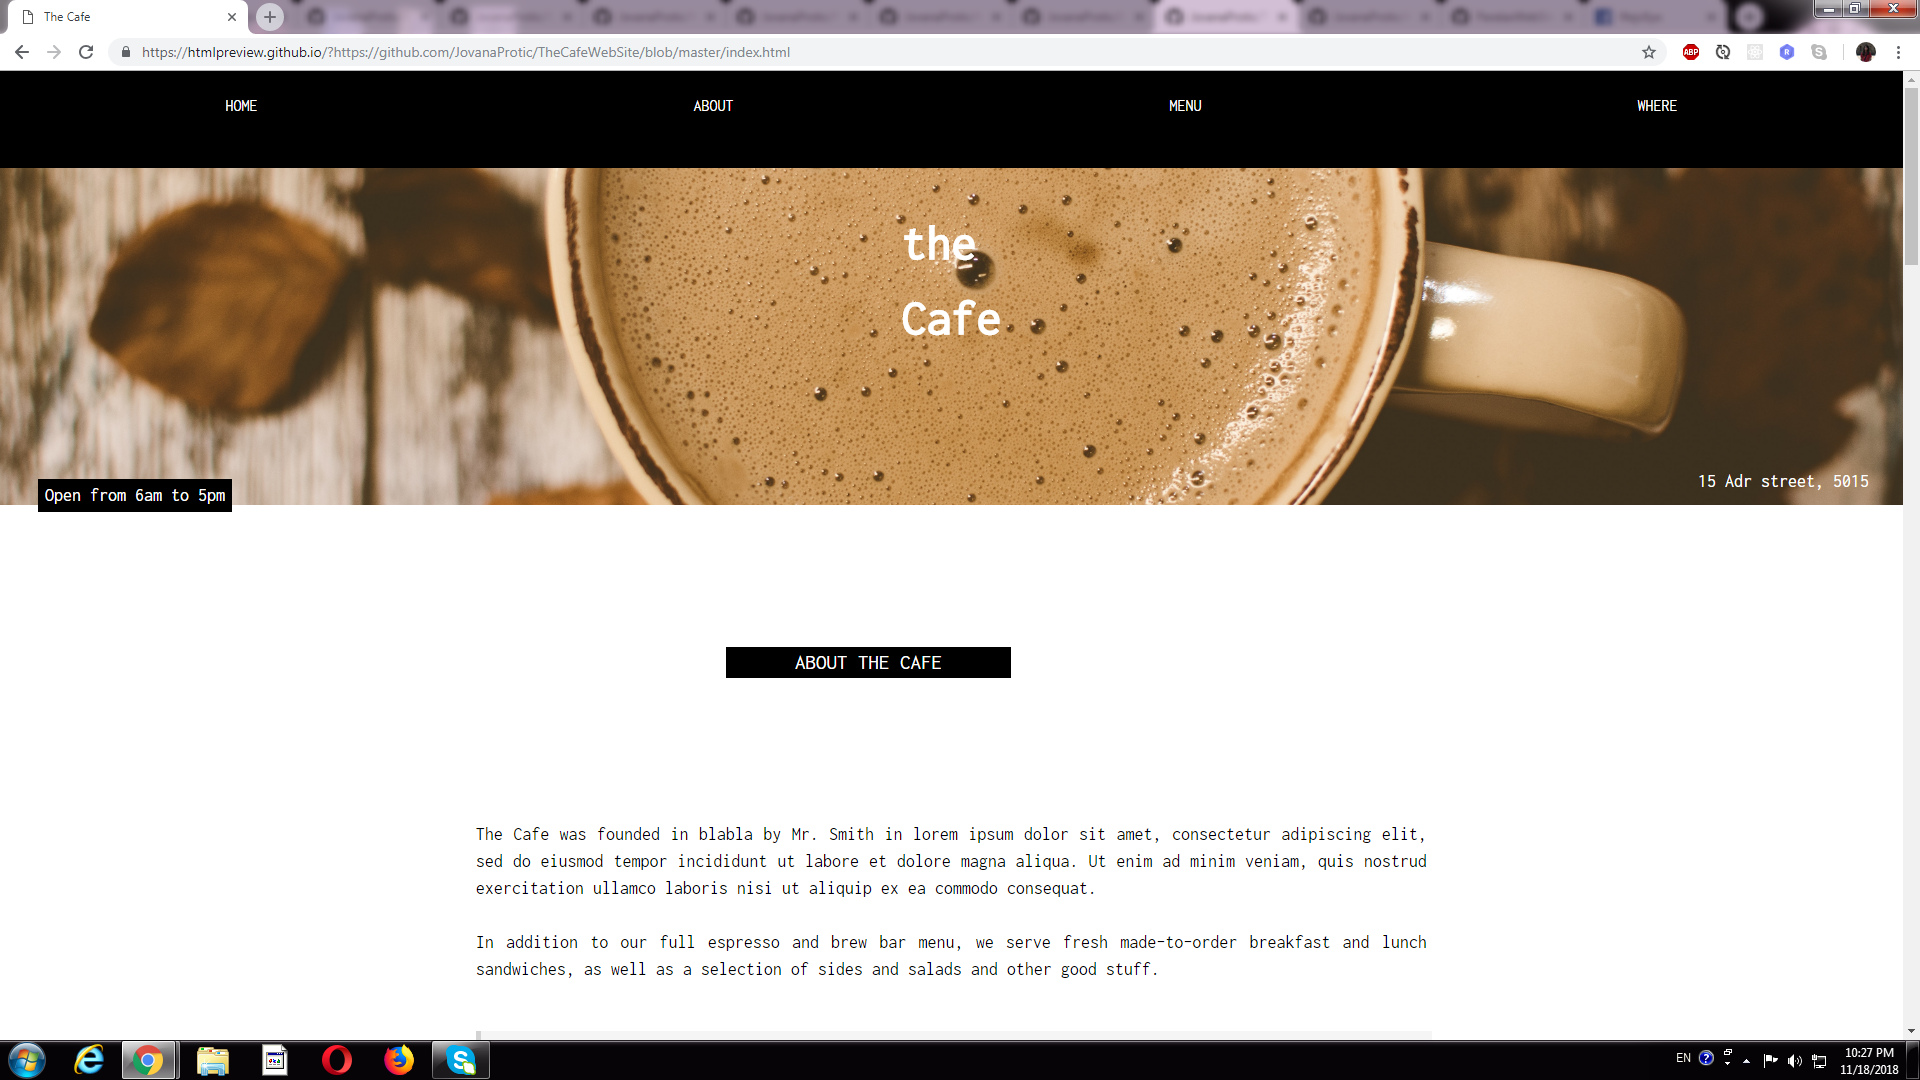 The Cafe
https://htmlpreview.github.io/?https://github.com/JovanaProtic/TheCafeWebSite/blob/master/index.html
ABP
R
HOME ABOUT MENU WHERE
the
Cafe
Open from 6am to 5pm
15 Adr street, 5015
ABOUT THE CAFE
The Cafe was founded in blabla by Mr. Smith in lorem ipsum dolor sit amet, consectetur adipiscing elit,
sed do eiusmod tempor incididunt ut labore et dolore magna aliqua. Ut enim ad minim veniam, quis nostrud
exercitation ullamco laboris nisi ut aliquip ex ea commodo consequat.
In addition to our full espresso and brew bar menu, we serve fresh made-to-order breakfast and lunch
sandwiches, as well as a selection of sides and salads and other good stuff.
EN
10:27 PM
11/18/2018